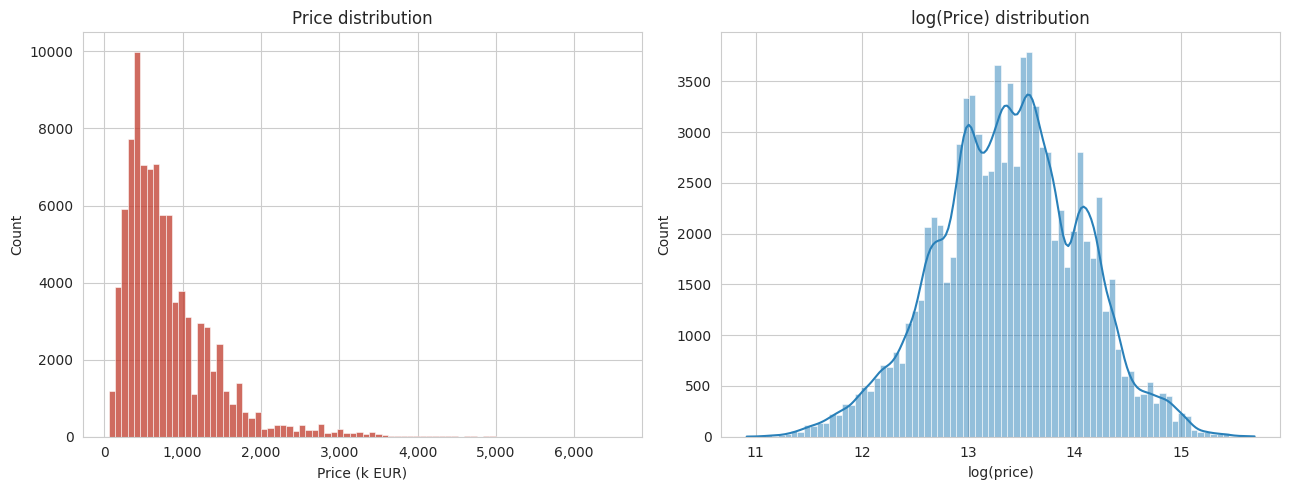 Price distribution
10000
8000
6000
4000
2000
0
Count
0 1,000 2,000 3,000 4,000 5,000 6,000
Price (k EUR)
log(Price) distribution
3500
3000
2500
2000
1500
1000
500
0
Count
11 12 13 14 15
log(price)